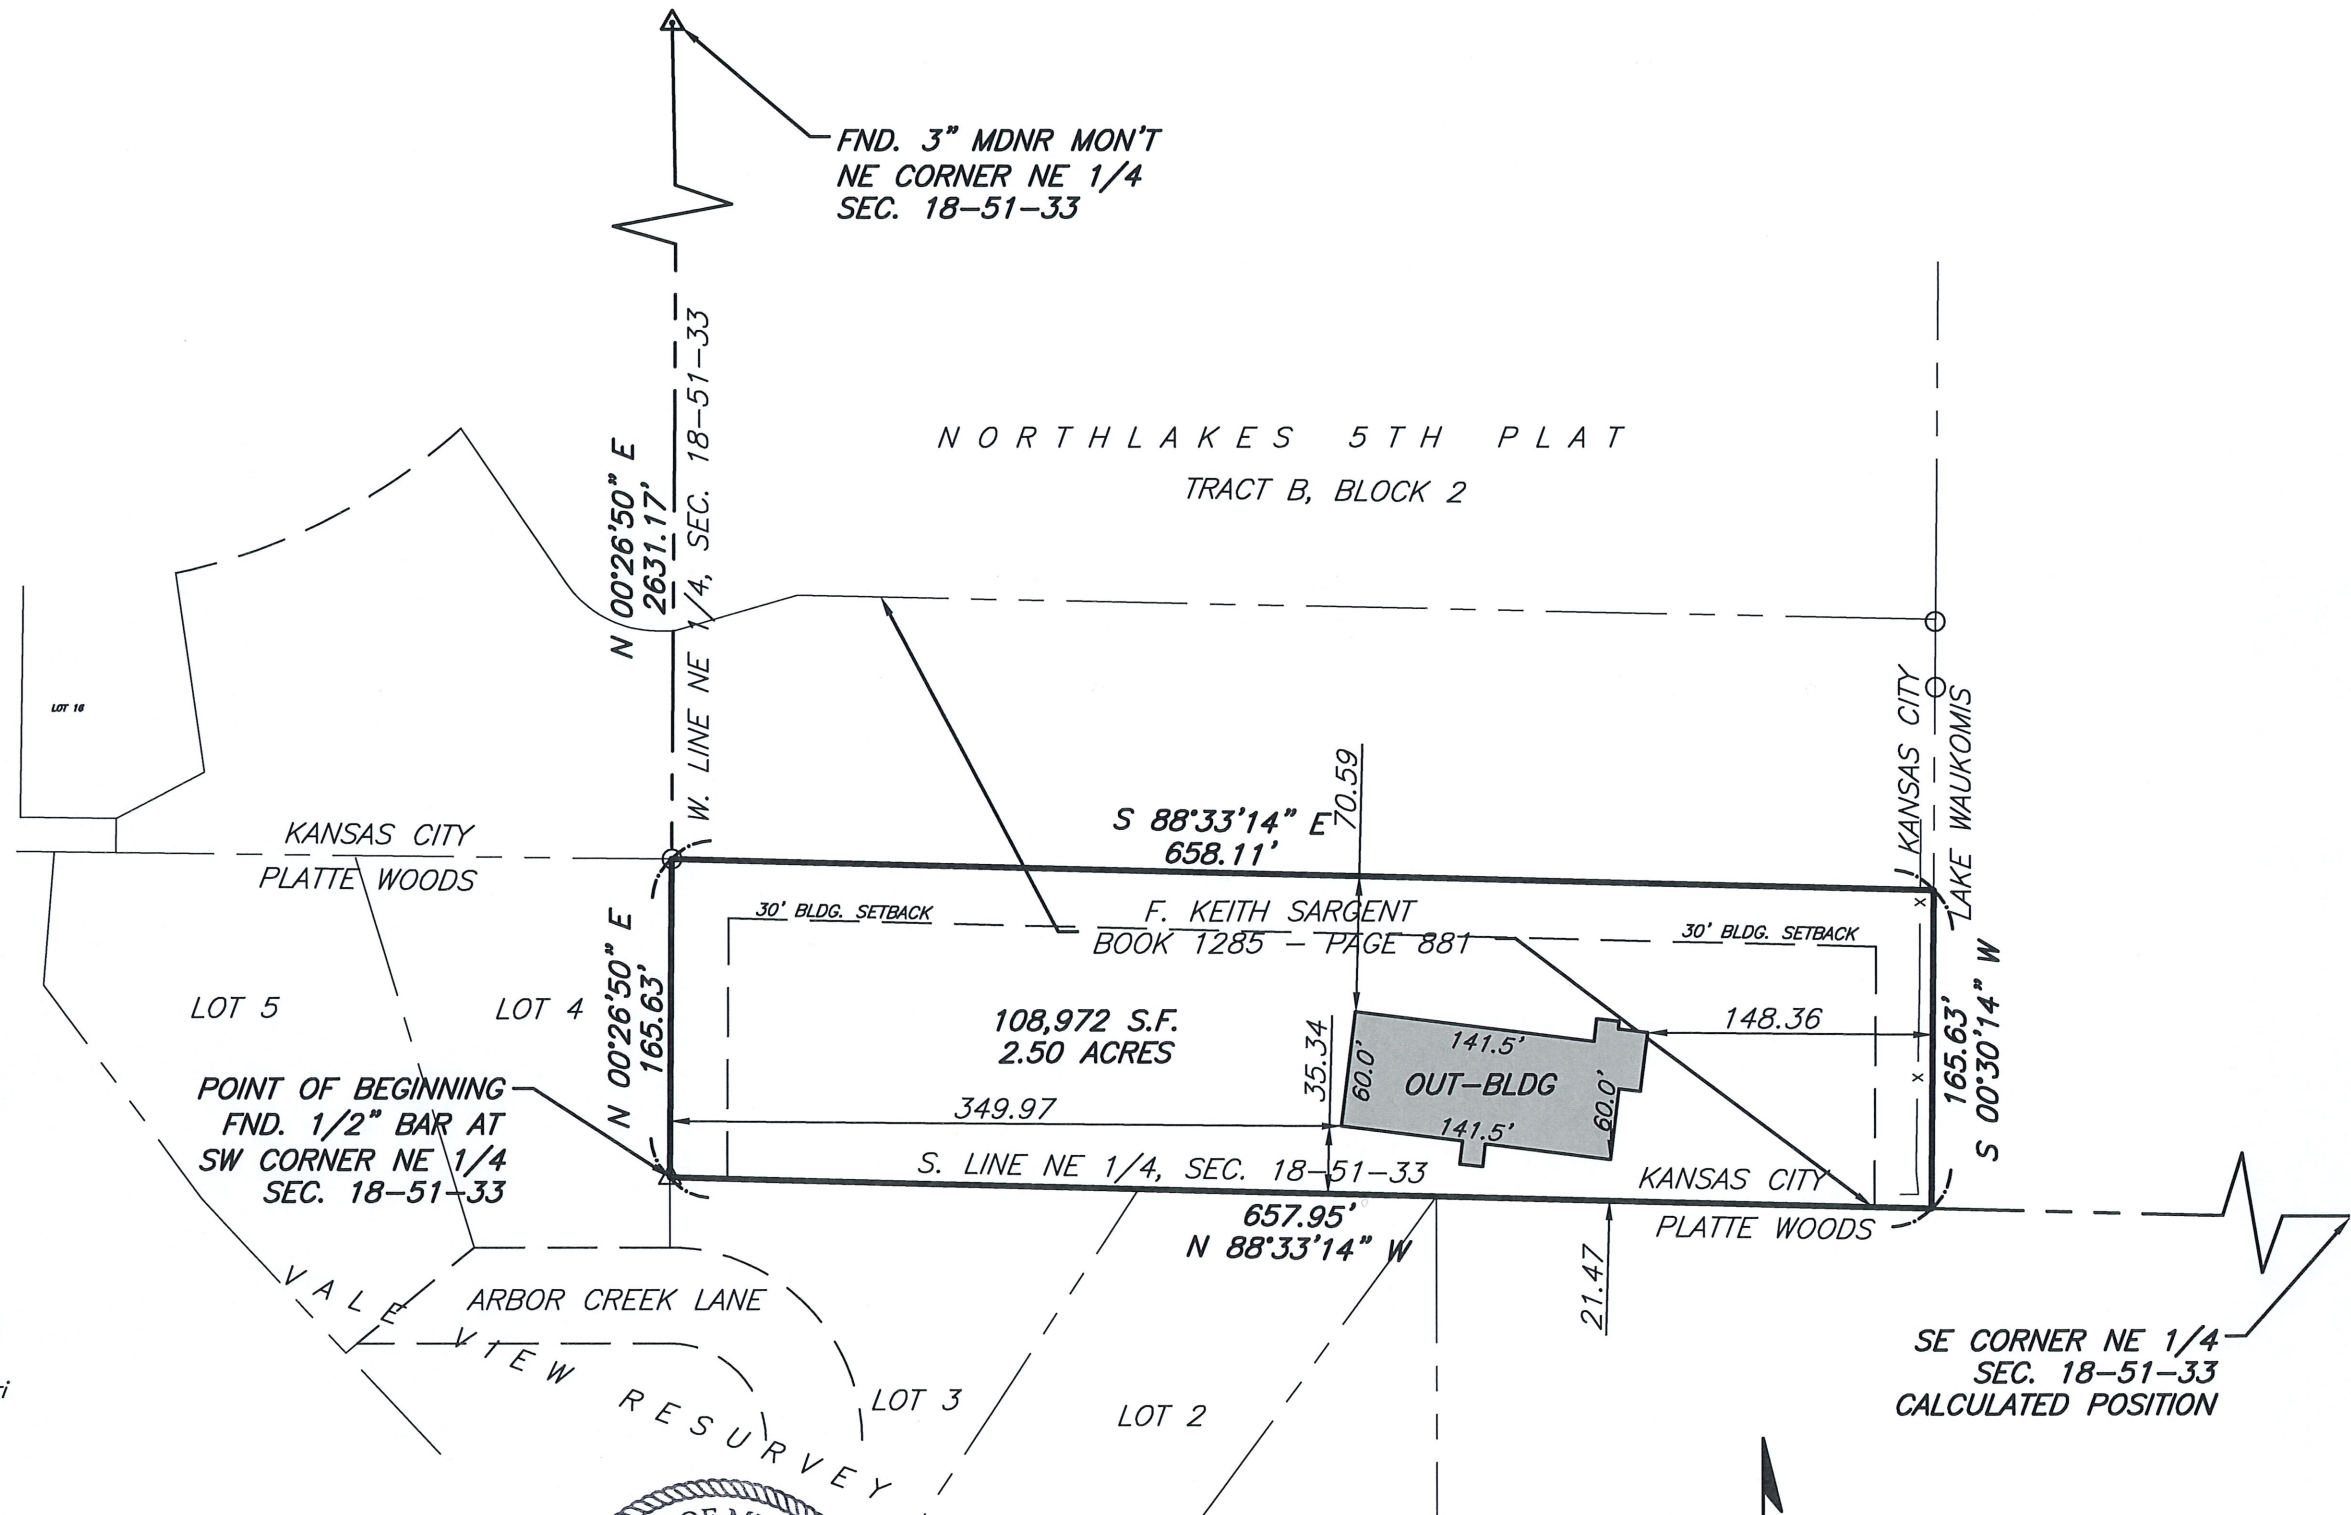 FND. 3" MDNR MON'T
NE CORNER NE 1/4
SEC. 18-51-33
N 00°26'50" E
2631.17'
W. LINE NE 1/4, SEC. 18-51-33
NORTHLAKES 5TH PLAT
TRACT B, BLOCK 2
LOT 16
KANSAS CITY
PLATTE WOODS
KANSAS CITY
KANSAS CITY
LAKE WAUKOMIS
70.59
S 88°33'14" E
658.11'
30' BLDG. SETBACK
F. KEITH SARGENT
BOOK 1285 - PAGE 881
30' BLDG. SETBACK
LOT 5
LOT 4
N 00°26'50" E
165.63'
108,972 S.F.
2.50 ACRES
349.97
35.34
60.0'
141.5'
OUT-BLDG
141.5'
60.0'
148.36
x
x
165.63'
S 00°30'14" W
POINT OF BEGINNING
FND. 1/2" BAR AT
SW CORNER NE 1/4
SEC. 18-51-33
S. LINE NE 1/4, SEC. 18-51-33
KANSAS CITY
PLATTE WOODS
657.95'
N 88°33'14" W
21.47
ARBOR CREEK LANE
VALE VIEW RESURVEY
LOT 3
LOT 2
SE CORNER NE 1/4
SEC. 18-51-33
CALCULATED POSITION